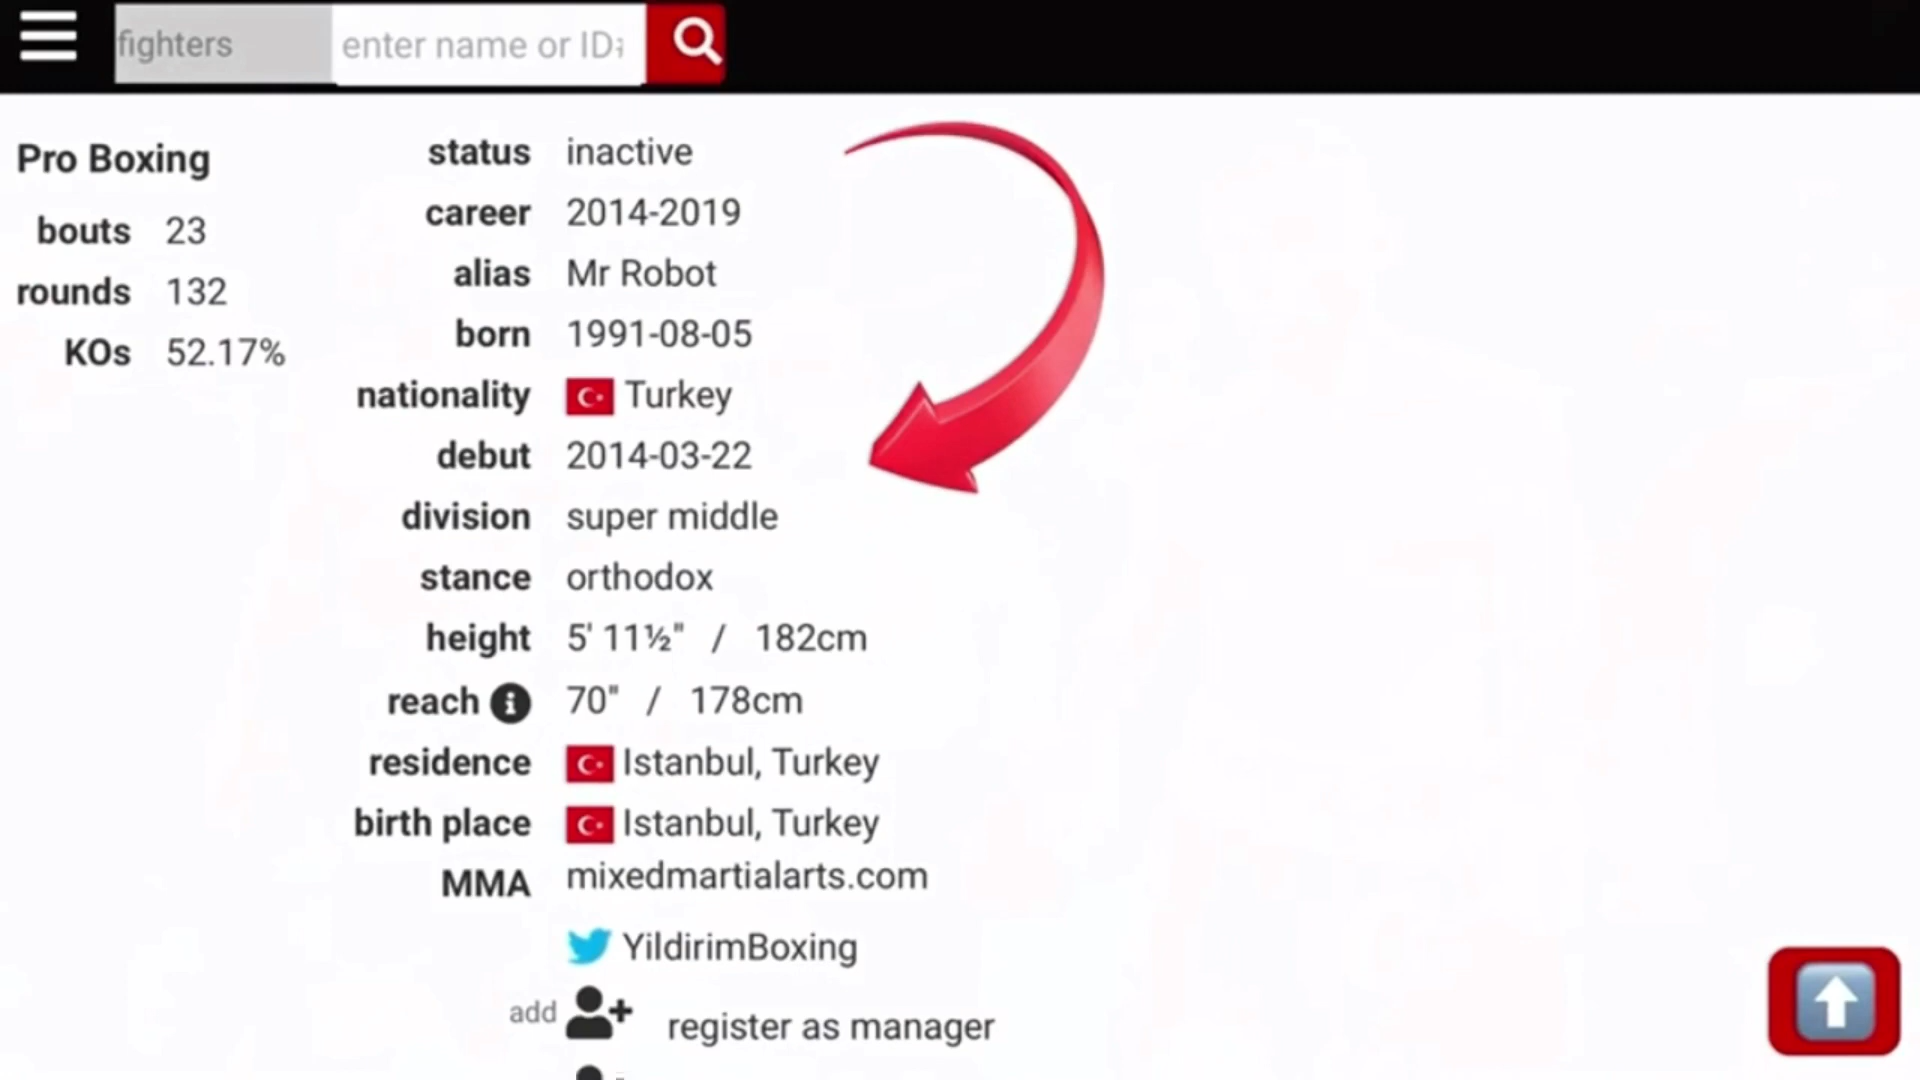 fighters enter name or ID#
Pro Boxing
bouts 23
rounds 132
KOs 52.17%
status inactive
career 2014-2019
alias Mr Robot
born 1991-08-05
nationality Turkey
debut 2014-03-22
division super middle
stance orthodox
height 5' 11½" / 182cm
reach 70" / 178cm
residence Istanbul, Turkey
birth place Istanbul, Turkey
MMA mixedmartialarts.com
YildirimBoxing
add register as manager